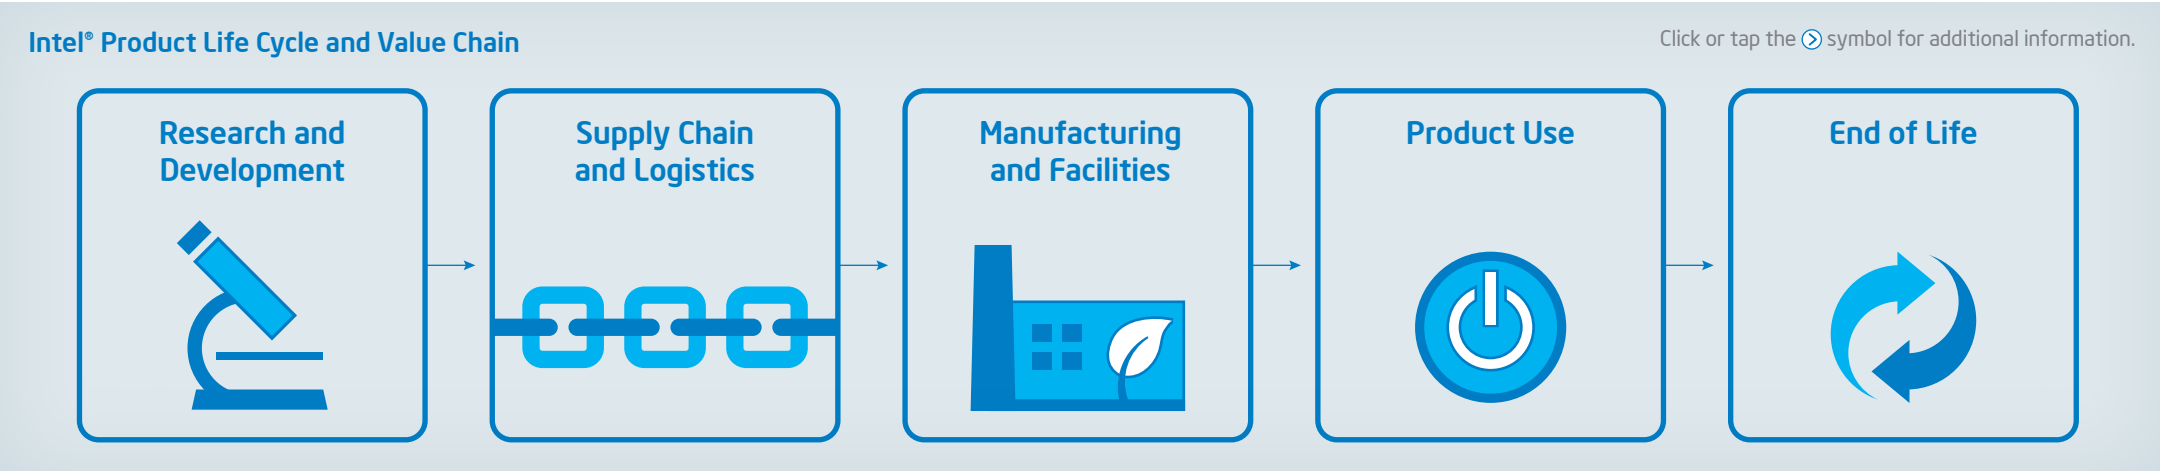 Intel® Product Life Cycle and Value Chain
Click or tap the symbol for additional information.
Research and
Development
Supply Chain
and Logistics
Manufacturing
and Facilities
Product Use
End of Life